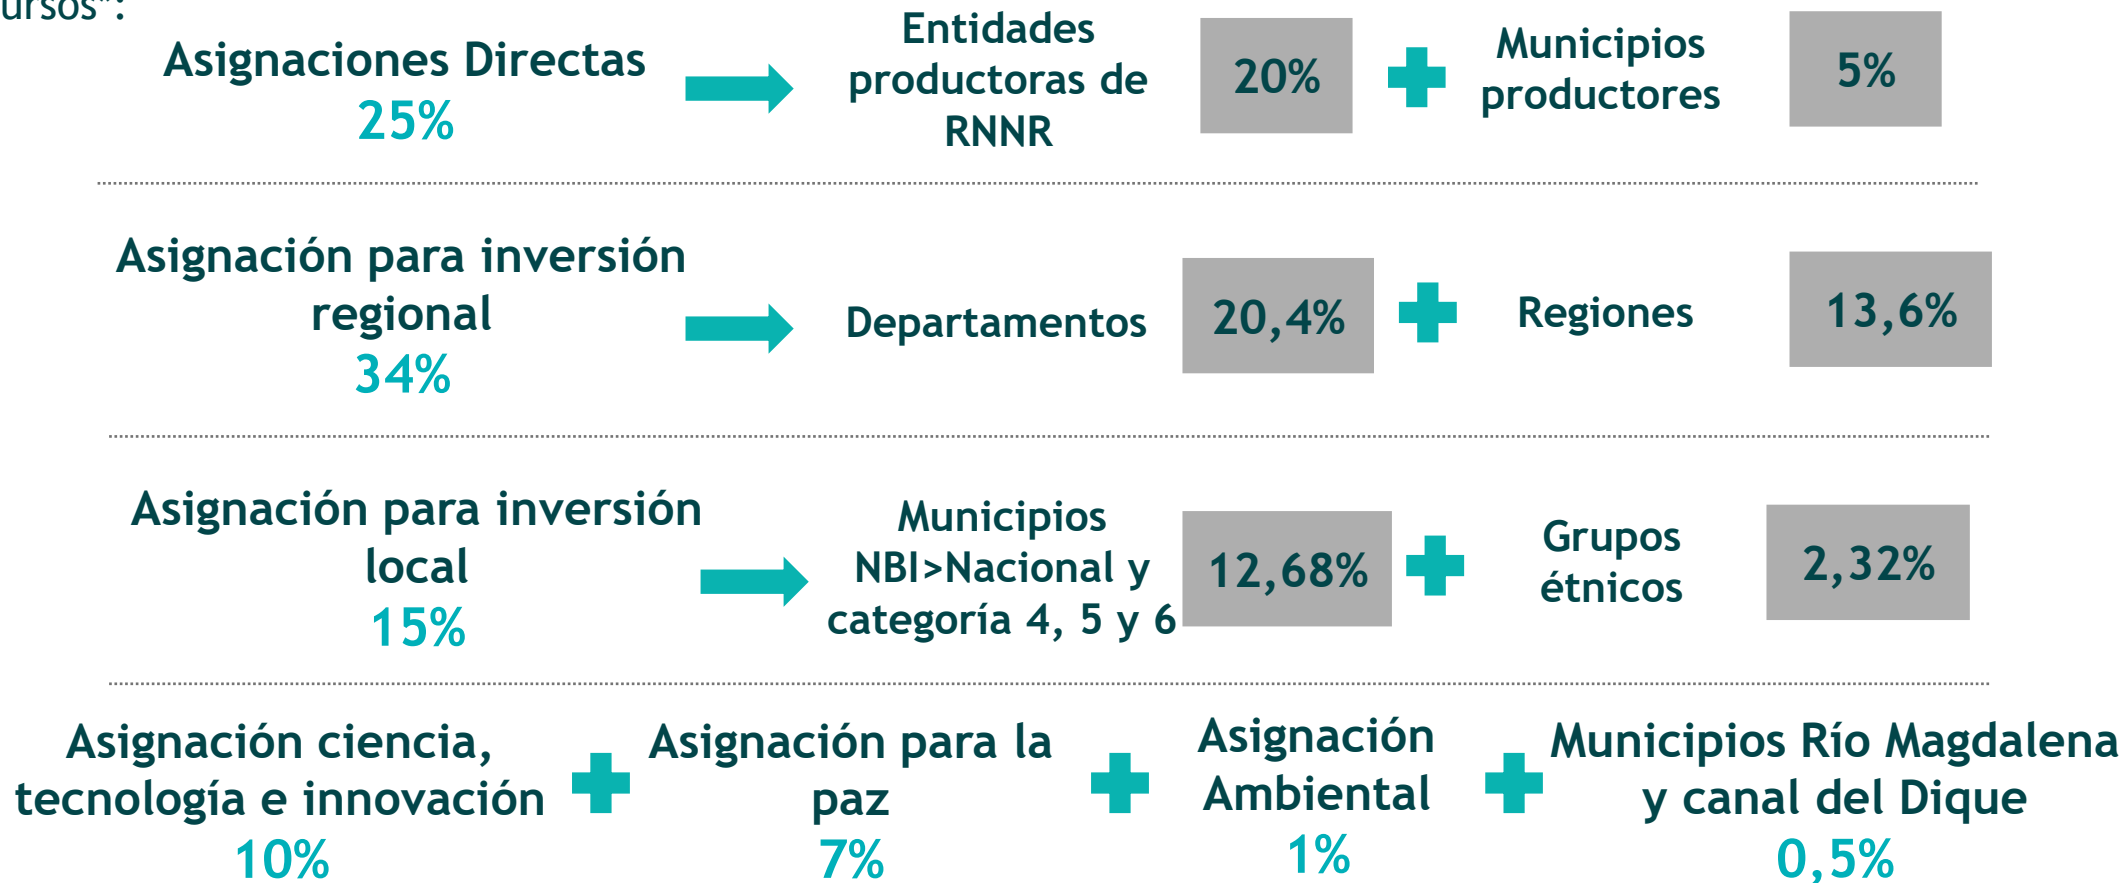 ursos":
Asignaciones Directas
25%
Entidades
productoras de
RNNR
20%
Municipios
productores
5%
Asignación para inversión
regional
34%
Departamentos
20,4%
Regiones
13,6%
Asignación para inversión
local
15%
Municipios
NBI>Nacional y
categoría 4, 5 y 6
12,68%
Grupos
étnicos
2,32%
Asignación ciencia,
tecnología e innovación
10%
Asignación para la
paz
7%
Asignación
Ambiental
1%
Municipios Río Magdalena
y canal del Dique
0,5%